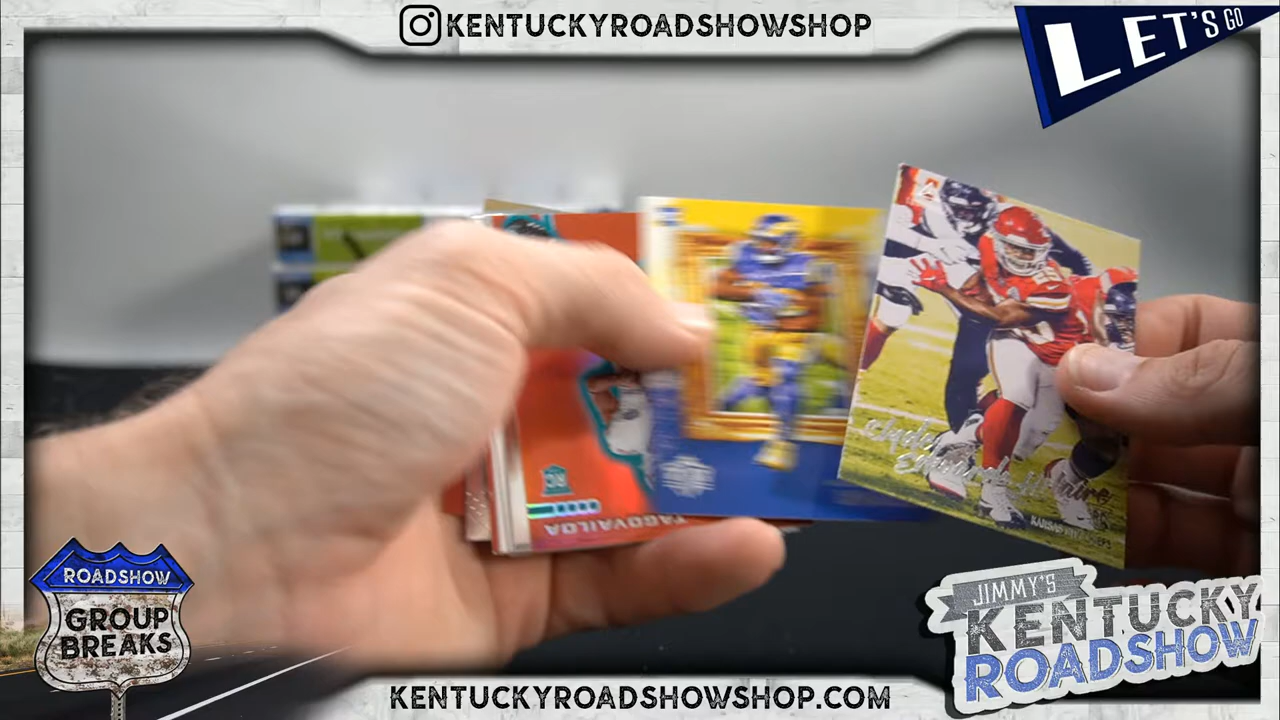 KENTUCKYROADSHOWSHOP
LET'S GO
TAGOVAILOA
Clyde
Edwards-Helaire
ROADSHOW
GROUP
BREAKS
JIMMY'S
KENTUCKY
ROADSHOW
KENTUCKYROADSHOWSHOP.COM